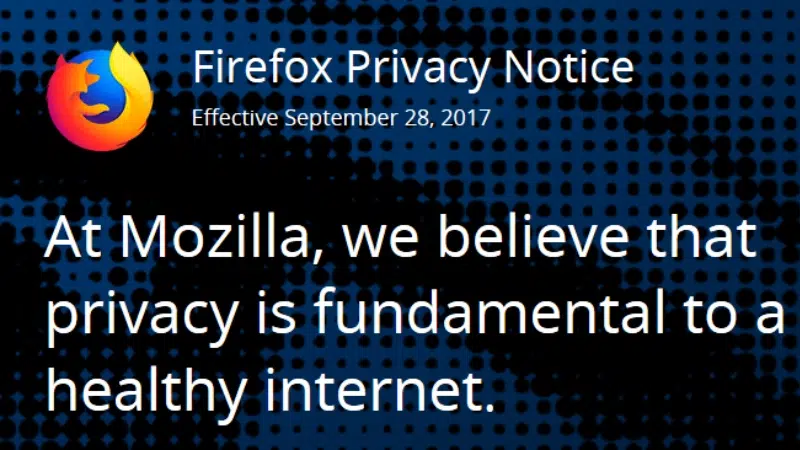 Firefox Privacy Notice
Effective September 28, 2017
At Mozilla, we believe that
privacy is fundamental to a
healthy internet.